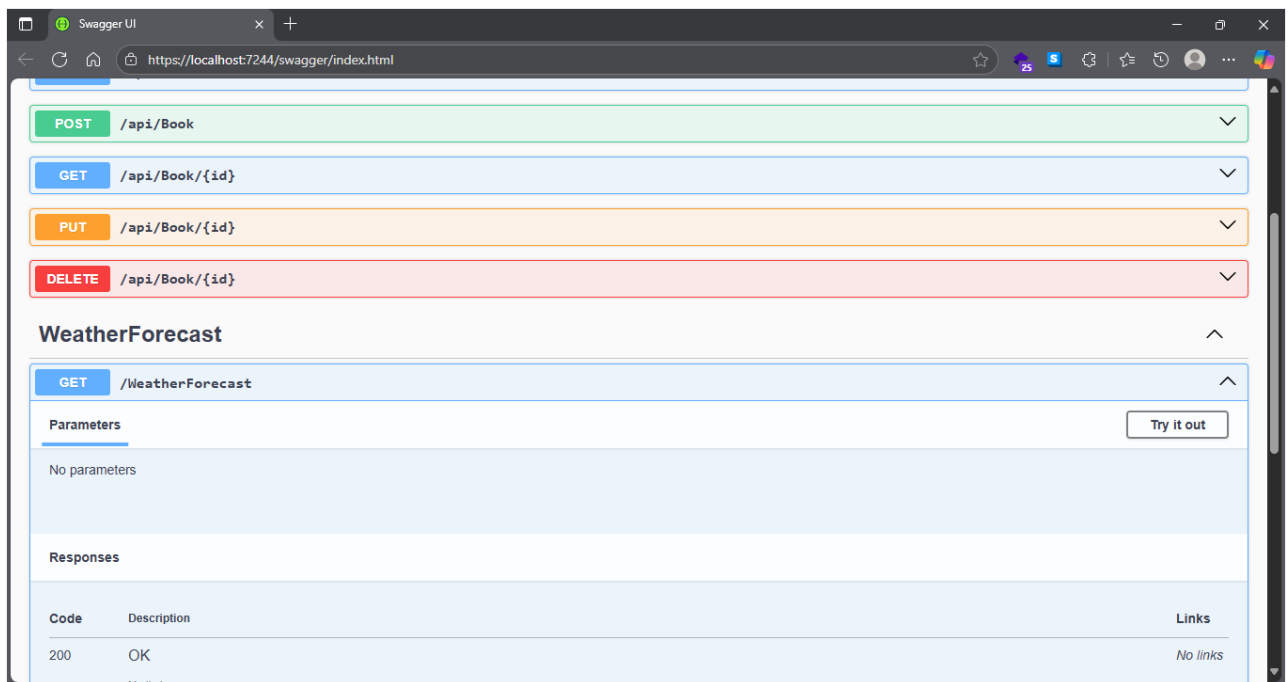 Swagger UI
https://localhost:7244/swagger/index.html
25
S
POST /api/Book
GET /api/Book/{id}
PUT /api/Book/{id}
DELETE /api/Book/{id}
WeatherForecast
GET /WeatherForecast
Parameters
Try it out
No parameters
Responses
Code Description Links
200 OK No links